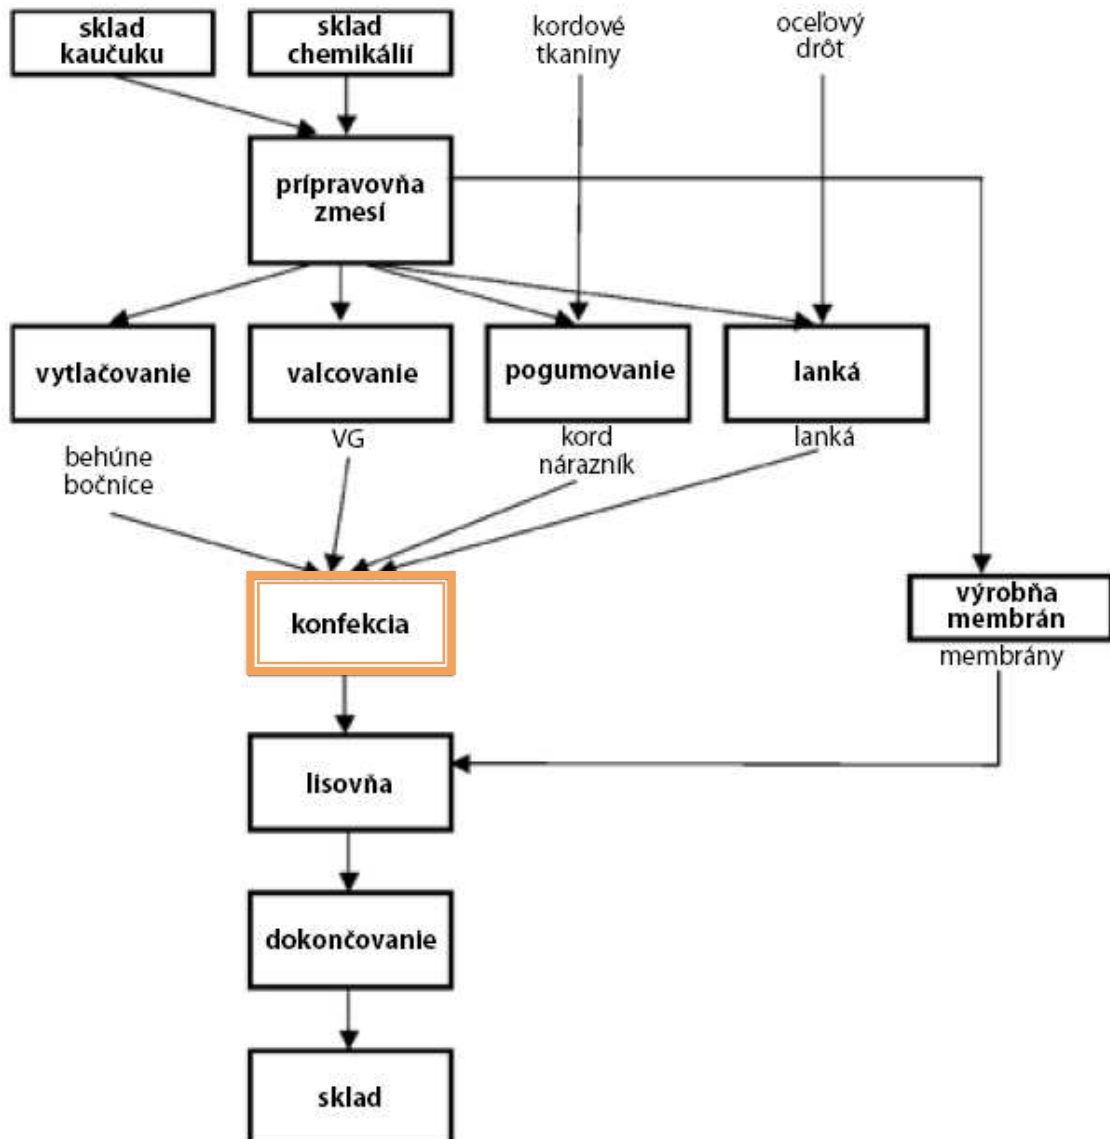 sklad
kaučuku
sklad
chemikálií
kordové
tkaniny
oceľový
drôt
prípravovňa
zmesí
vytlačovanie
valcovanie
pogumovanie
lanká
behúne
bočnice
VG
kord
nárazník
lanká
konfekcia
výrobňa
membrán
membrány
lisovňa
dokončovanie
sklad